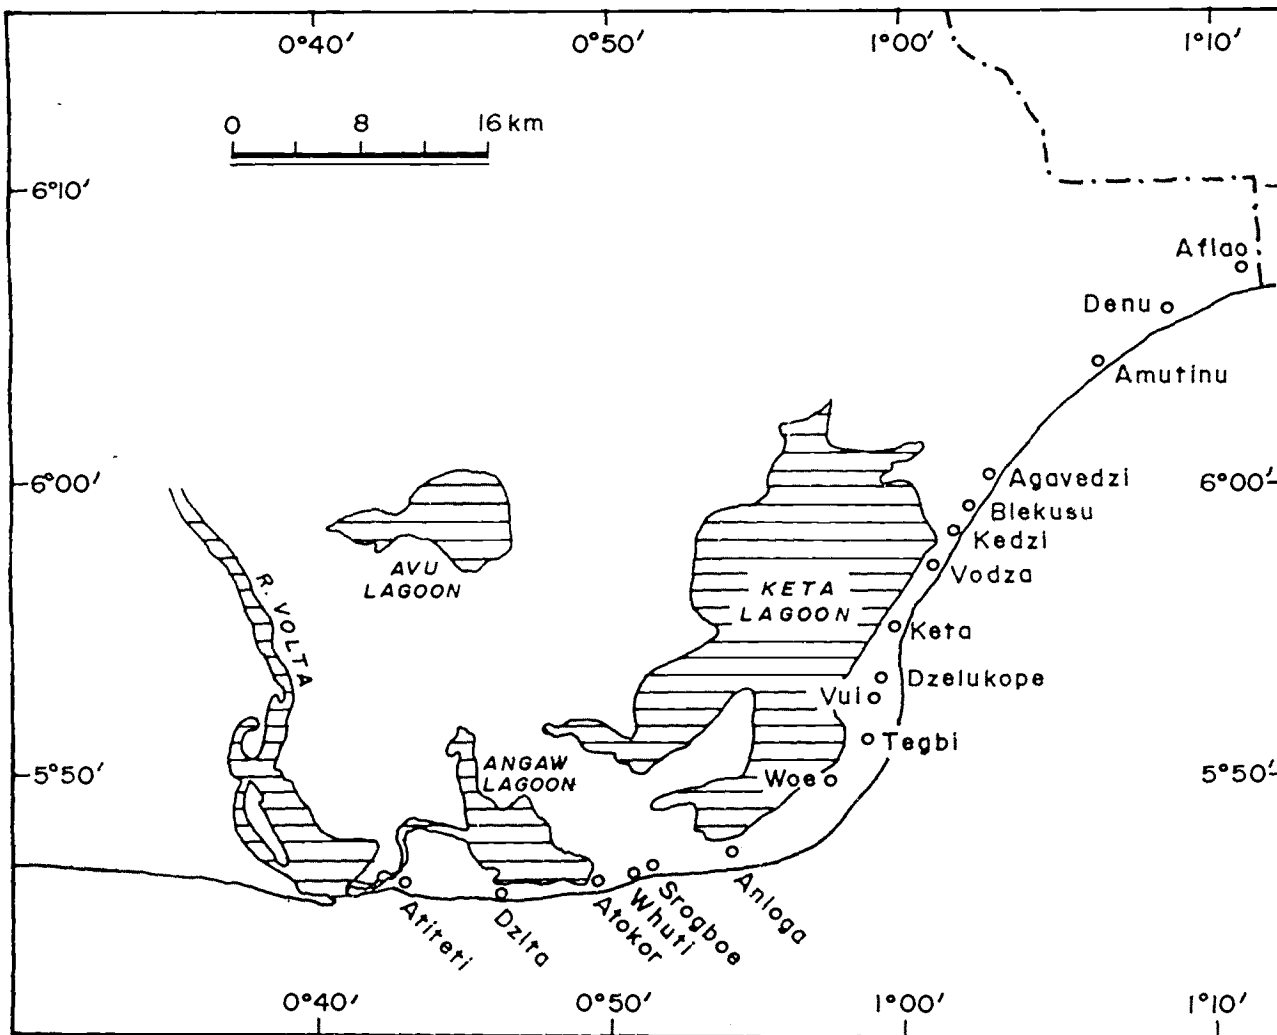 0°40′ 0°50′ 1°00′ 1°10′
0 8 16 km
6°10′
Aflao
Denu
Amutinu
6°00′ 6°00′
Agavedzi
Blekusu
Kedzi
Vodza
AVU
LAGOON
KETA
LAGOON
R. VOLTA
Keta
Dzelukope
Vui
Tegbi
ANGAW
LAGOON
5°50′ 5°50′
Woe
Atiteti
Dzita
Atokor
Whuti
Srogboe
Anloga
0°40′ 0°50′ 1°00′ 1°10′